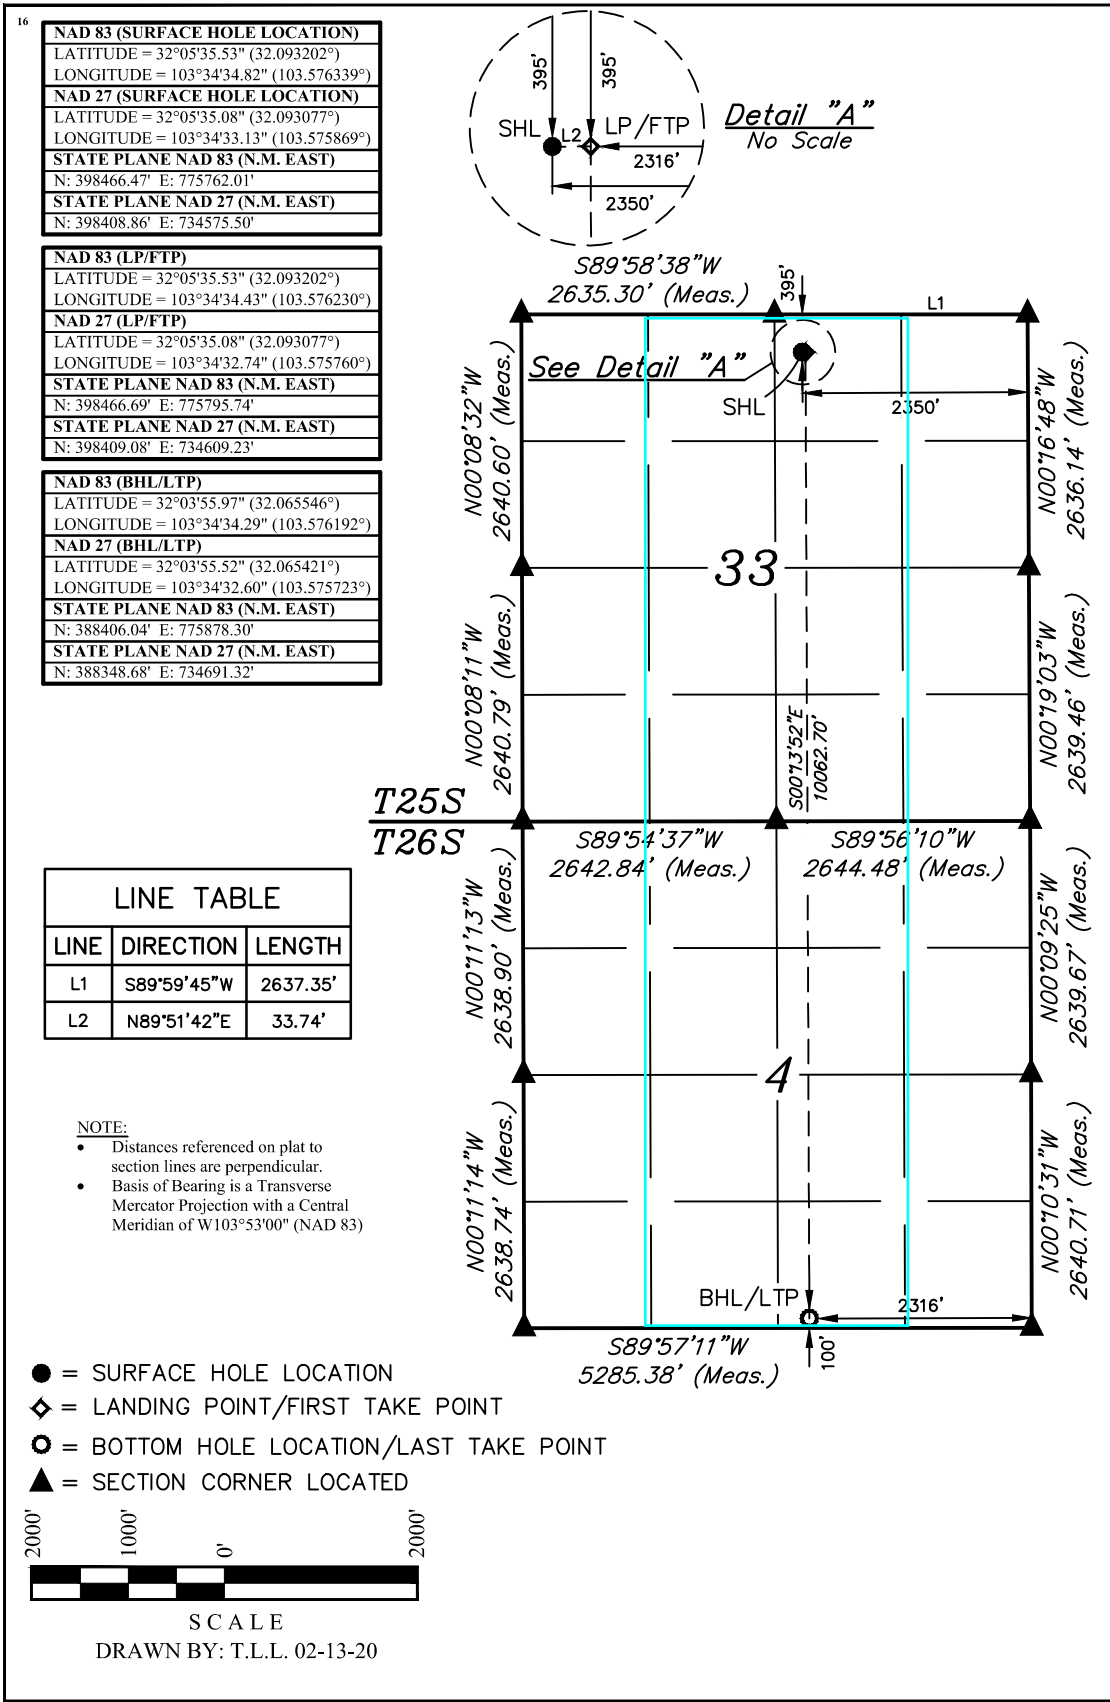 16
NAD 83 (SURFACE HOLE LOCATION)
LATITUDE = 32°05'35.53" (32.093202°)
LONGITUDE = 103°34'34.82" (103.576339°)
NAD 27 (SURFACE HOLE LOCATION)
LATITUDE = 32°05'35.08" (32.093077°)
LONGITUDE = 103°34'33.13" (103.575869°)
STATE PLANE NAD 83 (N.M. EAST)
N: 398466.47' E: 775762.01'
STATE PLANE NAD 27 (N.M. EAST)
N: 398408.86' E: 734575.50'
NAD 83 (LP/FTP)
LATITUDE = 32°05'35.53" (32.093202°)
LONGITUDE = 103°34'34.43" (103.576230°)
NAD 27 (LP/FTP)
LATITUDE = 32°05'35.08" (32.093077°)
LONGITUDE = 103°34'32.74" (103.575760°)
STATE PLANE NAD 83 (N.M. EAST)
N: 398466.69' E: 775795.74'
STATE PLANE NAD 27 (N.M. EAST)
N: 398409.08' E: 734609.23'
NAD 83 (BHL/LTP)
LATITUDE = 32°03'55.97" (32.065546°)
LONGITUDE = 103°34'34.29" (103.576192°)
NAD 27 (BHL/LTP)
LATITUDE = 32°03'55.52" (32.065421°)
LONGITUDE = 103°34'32.60" (103.575723°)
STATE PLANE NAD 83 (N.M. EAST)
N: 388406.04' E: 775878.30'
STATE PLANE NAD 27 (N.M. EAST)
N: 388348.68' E: 734691.32'
395'
395'
SHL
L2
LP/FTP
2316'
2350'
Detail "A"
No Scale
S89°58'38"W
2635.30' (Meas.)
395'
L1
See Detail "A"
SHL
2350'
N00°08'32"W
2640.60' (Meas.)
N00°16'48"W
2636.14' (Meas.)
33
N00°08'11"W
2640.79' (Meas.)
S00°13'52"E
10062.70'
N00°19'03"W
2639.46' (Meas.)
T25S
T26S
S89°54'37"W
2642.84' (Meas.)
S89°56'10"W
2644.48' (Meas.)
N00°11'13"W
2638.90' (Meas.)
N00°09'25"W
2639.67' (Meas.)
4
N00°11'14"W
2638.74' (Meas.)
N00°10'31"W
2640.71' (Meas.)
BHL/LTP
2316'
S89°57'11"W
5285.38' (Meas.)
100'
LINE TABLE
LINE DIRECTION LENGTH
L1 S89°59'45"W 2637.35'
L2 N89°51'42"E 33.74'
NOTE:
• Distances referenced on plat to
section lines are perpendicular.
• Basis of Bearing is a Transverse
Mercator Projection with a Central
Meridian of W103°53'00" (NAD 83)
= SURFACE HOLE LOCATION
= LANDING POINT/FIRST TAKE POINT
= BOTTOM HOLE LOCATION/LAST TAKE POINT
= SECTION CORNER LOCATED
2000' 1000' 0' 2000'
SCALE
DRAWN BY: T.L.L. 02-13-20